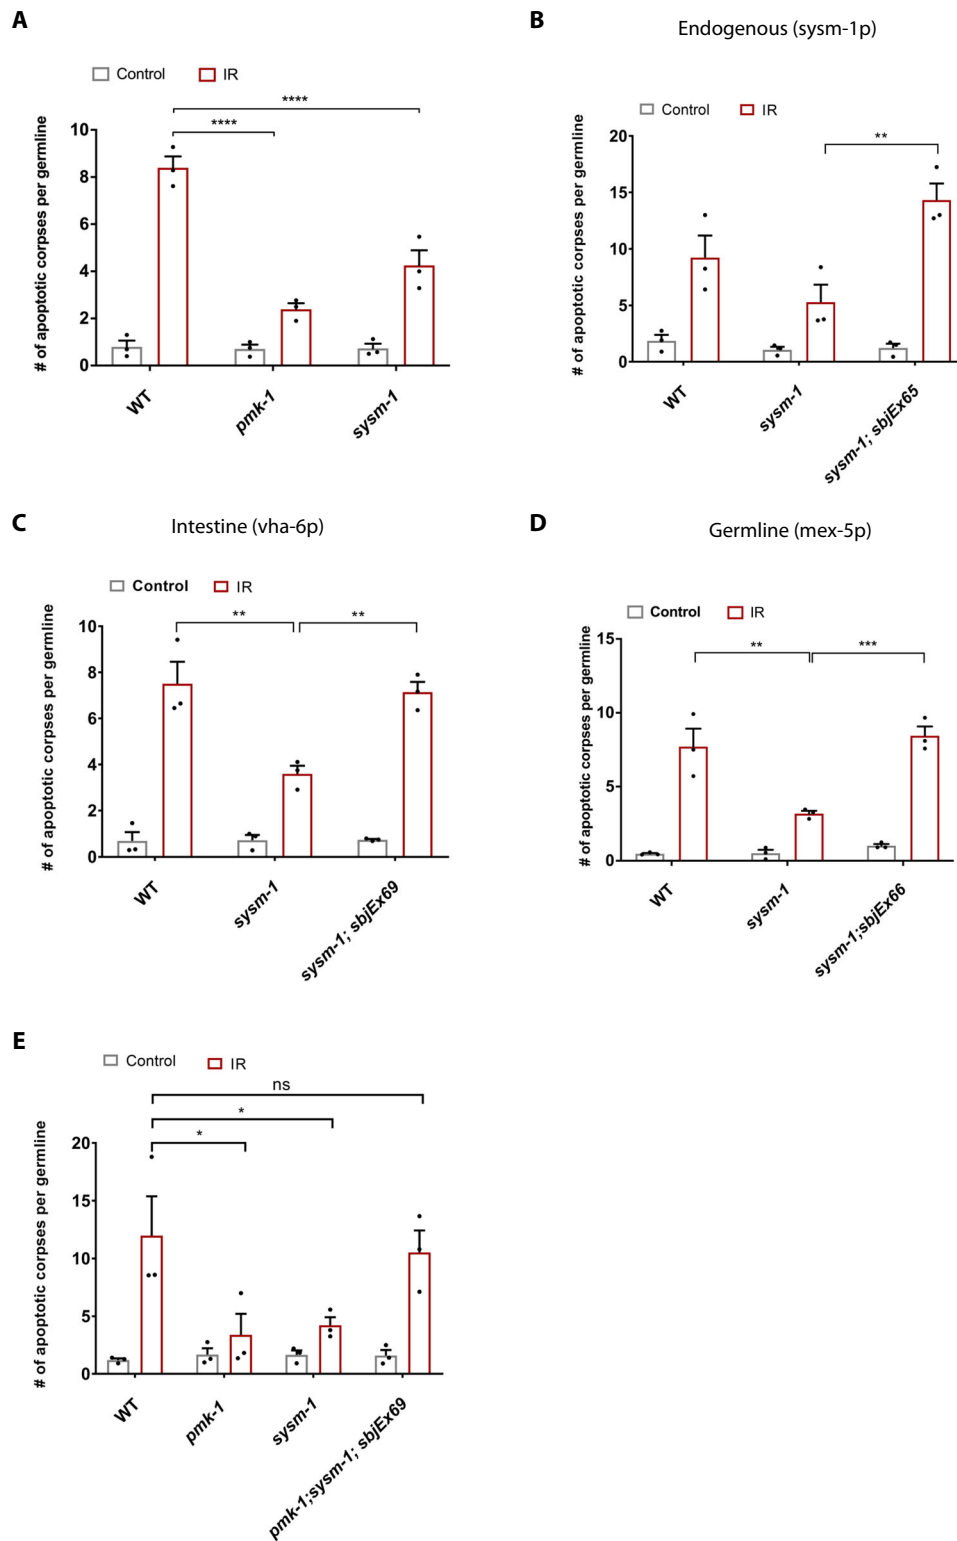 A
Control IR
****
****
# of apoptotic corpses per germline
10
8
6
4
2
0
WT
pmk-1
sysm-1
B
Endogenous (sysm-1p)
Control IR
**
# of apoptotic corpses per germline
20
15
10
5
0
WT
sysm-1
sysm-1; sbjEx65
C
Intestine (vha-6p)
Control IR
** **
# of apoptotic corpses per germline
10
8
6
4
2
0
WT
sysm-1
sysm-1; sbjEx69
D
Germline (mex-5p)
Control IR
** ***
# of apoptotic corpses per germline
15
10
5
0
WT
sysm-1
sysm-1;sbjEx66
E
Control IR
ns
*
*
# of apoptotic corpses per germline
20
15
10
5
0
WT
pmk-1
sysm-1
pmk-1;sysm-1; sbjEx69